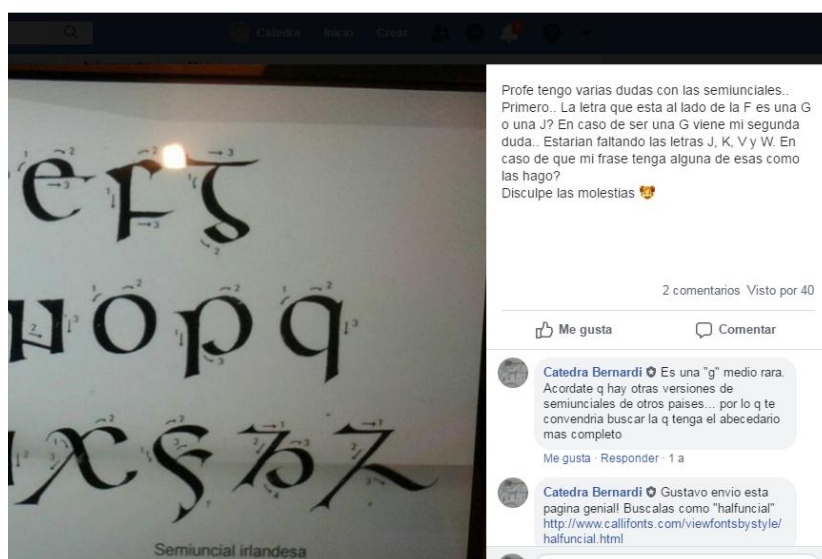 Catedra Inicio Crear
e f g
o p q
x
Semiuncial irlandesa
Profe tengo varias dudas con las semiunciales..
Primero.. La letra que esta al lado de la F es una G
o una J? En caso de ser una G viene mi segunda
duda.. Estarian faltando las letras J, K, V y W. En
caso de que mi frase tenga alguna de esas como
las hago?
Disculpe las molestias
2 comentarios Visto por 40
Me gusta Comentar
Catedra Bernardi Es una "g" medio rara.
Acordate q hay otras versiones de
semiunciales de otros paises... por lo q te
convendria buscar la q tenga el abecedario
mas completo
Me gusta · Responder · 1 a
Catedra Bernardi Gustavo envio esta
pagina genial! Buscalas como "halfuncial"
http://www.callifonts.com/viewfontsbystyle/
halfuncial.html